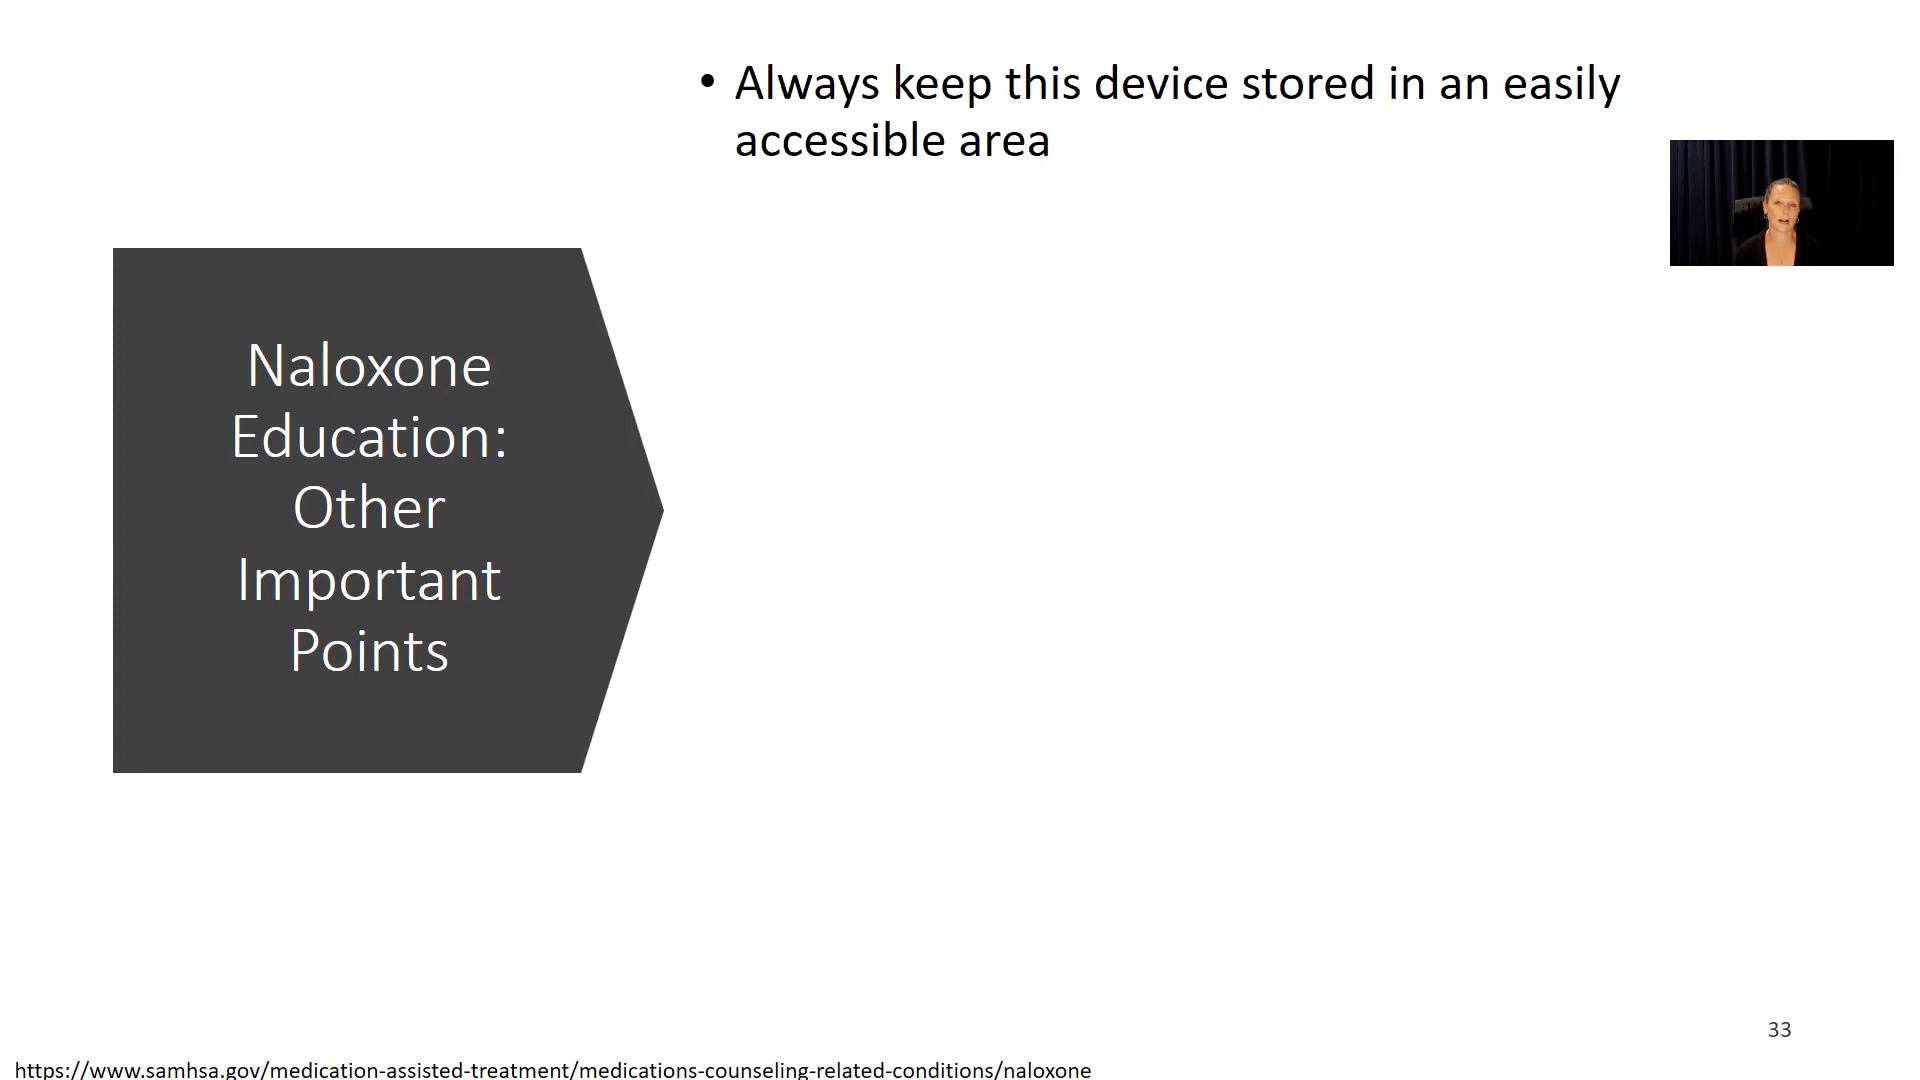 • Always keep this device stored in an easily
accessible area
Naloxone
Education:
Other
Important
Points
33
https://www.samhsa.gov/medication-assisted-treatment/medications-counseling-related-conditions/naloxone